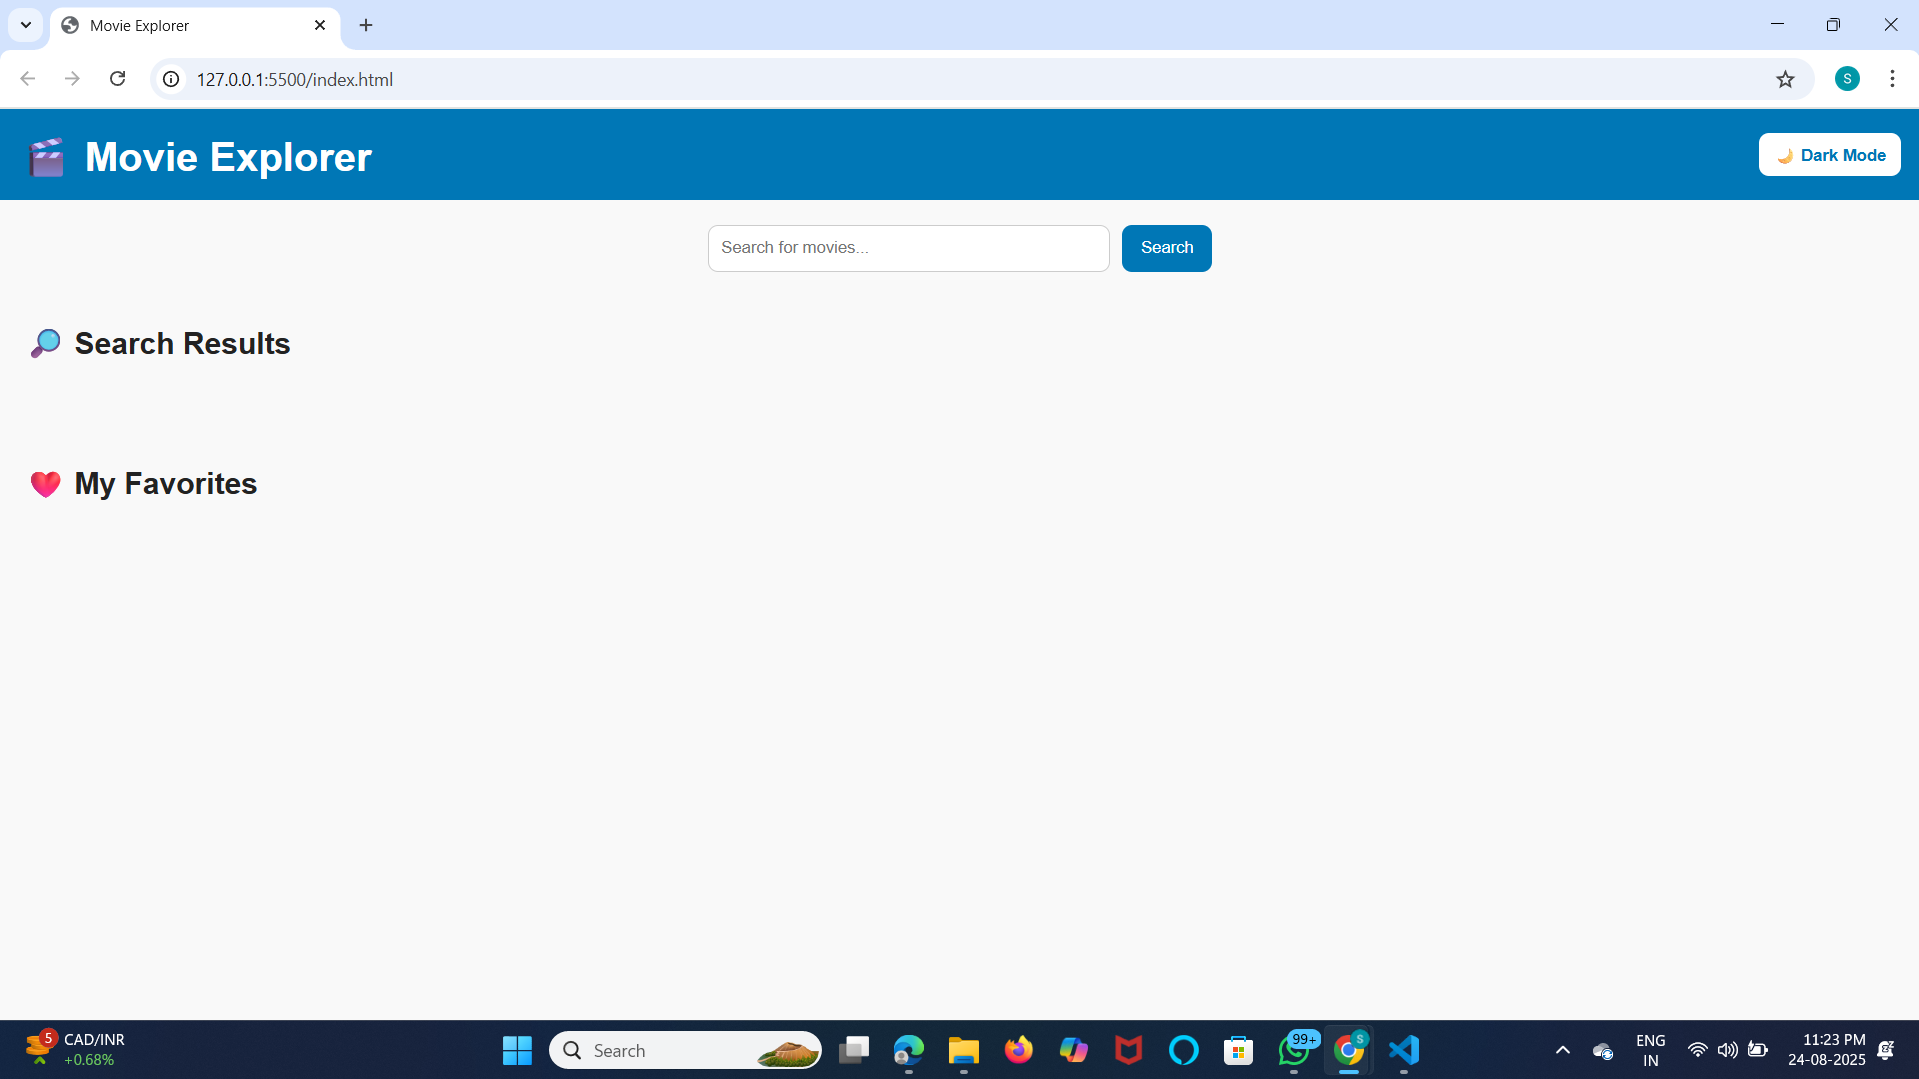 Movie Explorer
127.0.0.1:5500/index.html
S
Movie Explorer
Dark Mode
Search for movies...
Search
Search Results
My Favorites
5
CAD/INR
+0.68%
Search
99+
S
ENG
IN
11:23 PM
24-08-2025